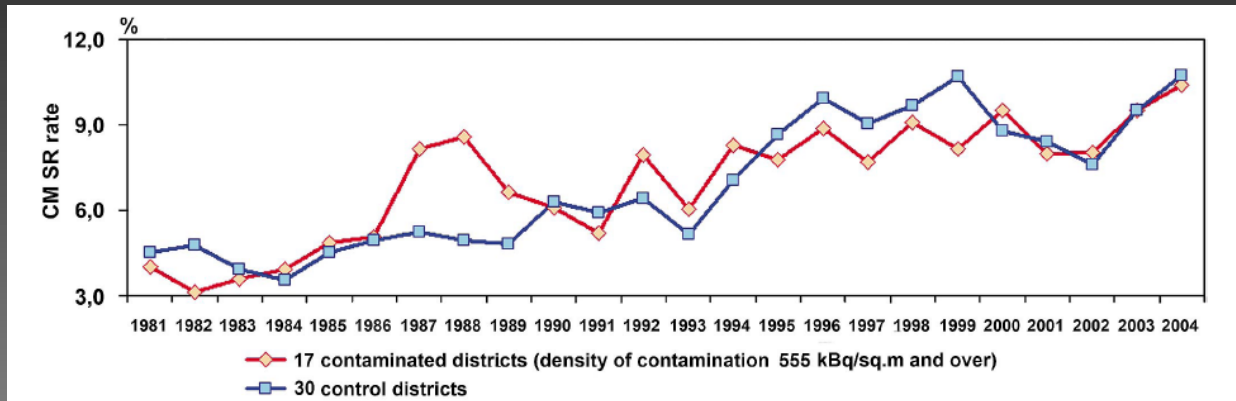 %
12,0
9,0
6,0
3,0
CM SR rate
1981 1982 1983 1984 1985 1986 1987 1988 1989 1990 1991 1992 1993 1994 1995 1996 1997 1998 1999 2000 2001 2002 2003 2004
17 contaminated districts (density of contamination 555 kBq/sq.m and over)
30 control districts